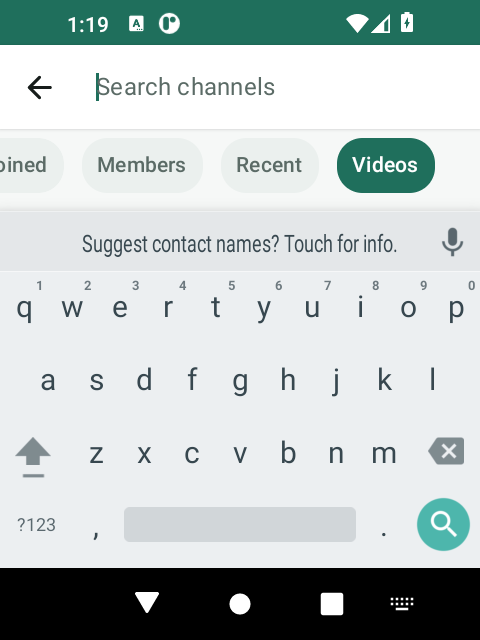 1:19 A
Search channels
oined Members Recent Videos
Suggest contact names? Touch for info.
1 2 3 4 5 6 7 8 9 0
q w e r t y u i o p
a s d f g h j k l
z x c v b n m
?123 , .